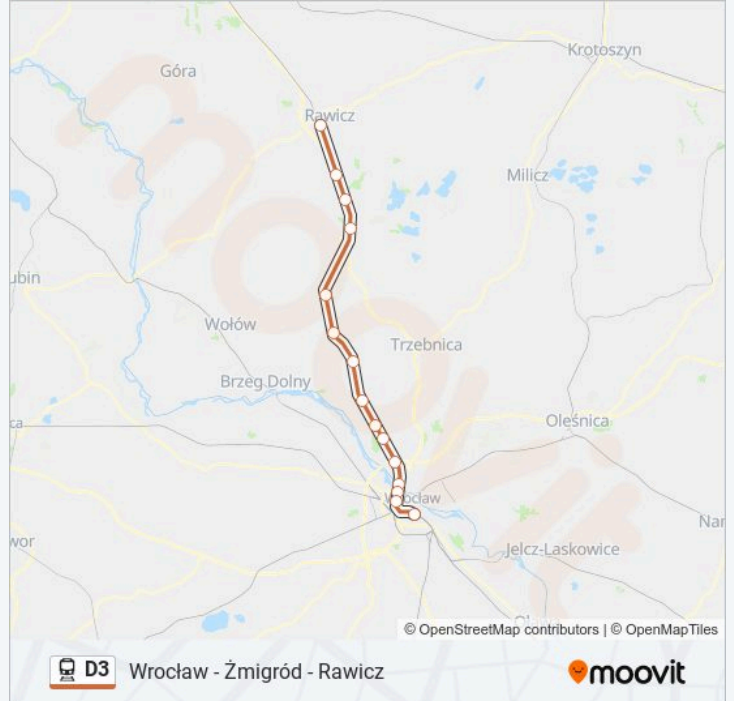 Krotoszyn
Góra
Rawicz
Milicz
ubin
Wołów
Trzebnica
Brzeg Dolny
Oleśnica
ca
Wrocław
Nar
wor
Jelcz-Laskowice
© OpenStreetMap contributors | © OpenMapTiles
D3 Wrocław - Żmigród - Rawicz
moovit